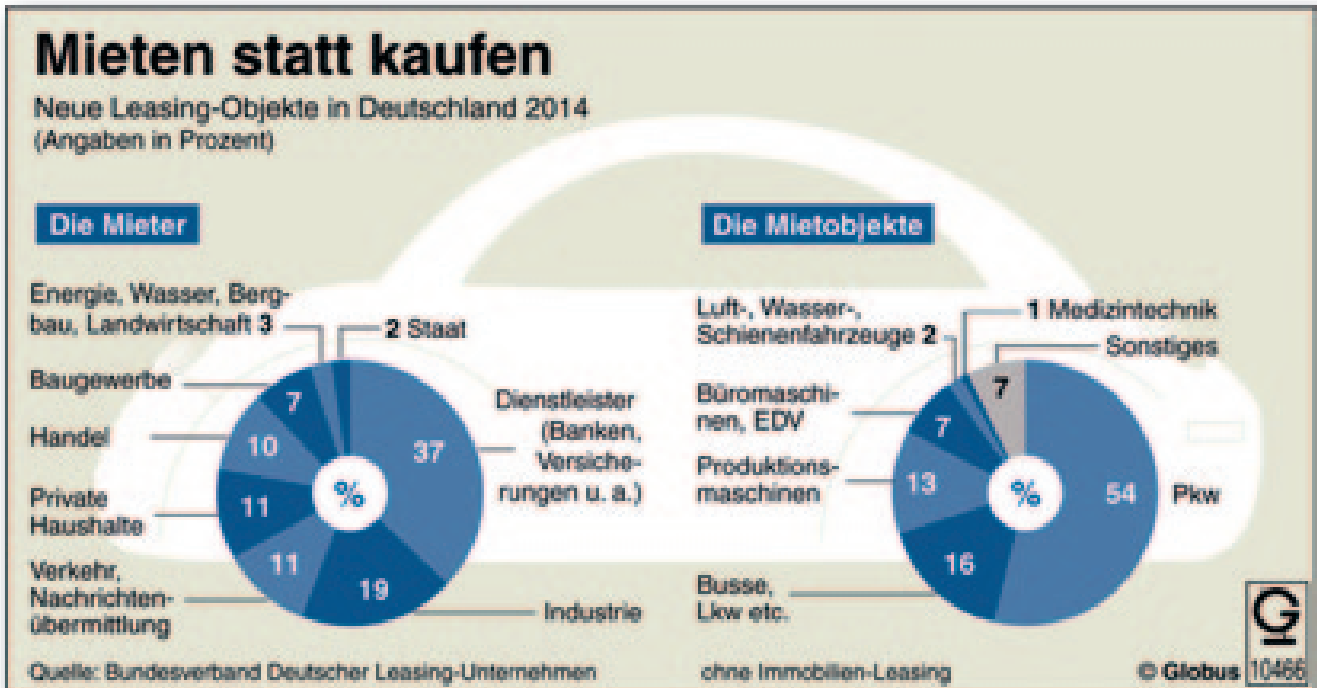 Mieten statt kaufen
Neue Leasing-Objekte in Deutschland 2014
(Angaben in Prozent)
Die Mieter
Energie, Wasser, Berg-
bau, Landwirtschaft 3
2 Staat
Baugewerbe
7
Handel
10
Private
Haushalte
11
Verkehr,
Nachrichten-
übermittlung
11
Dienstleister
(Banken,
Versiche-
rungen u. a.)
37
19
Industrie
%
Die Mietobjekte
Luft-, Wasser-,
Schienenfahrzeuge 2
1 Medizintechnik
Sonstiges
7
Büromaschi-
nen, EDV
7
Produktions-
maschinen
13
%
54 Pkw
16
Busse,
Lkw etc.
Quelle: Bundesverband Deutscher Leasing-Unternehmen
ohne Immobilien-Leasing
© Globus
G
10466